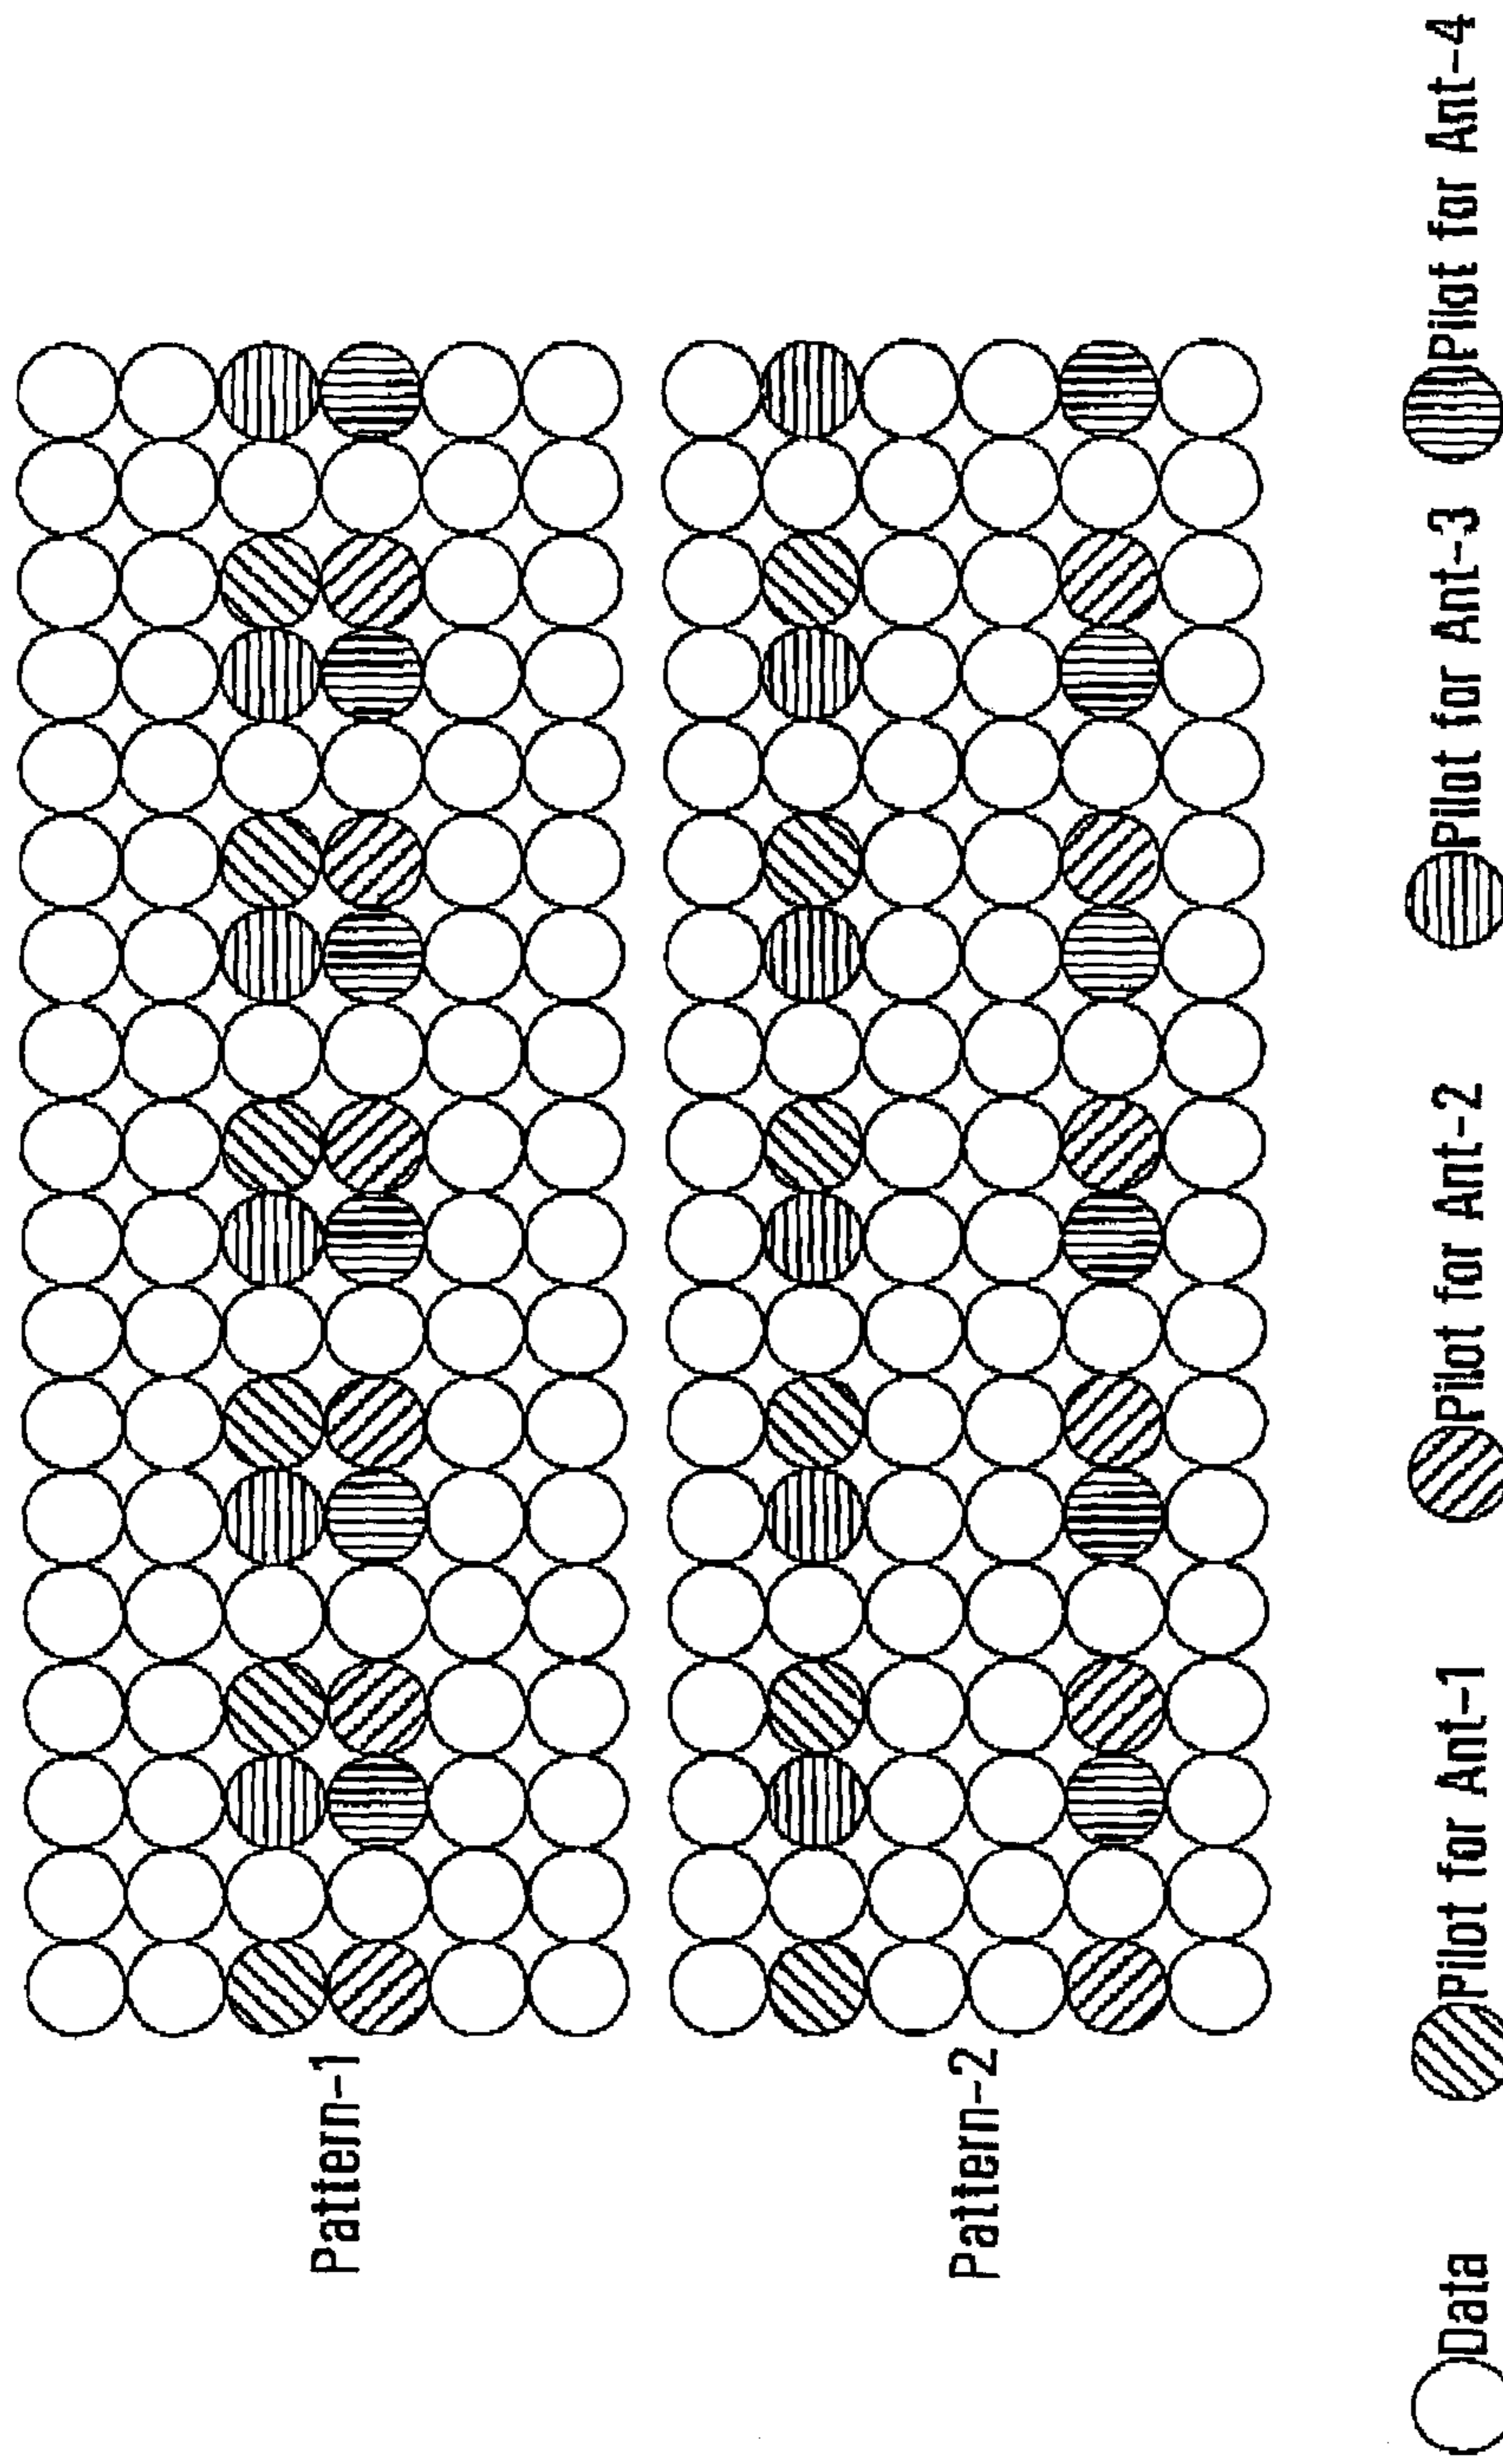 Pattern-1
Pattern-2
Data Pilot for Ant-1 Pilot for Ant-2 Pilot for Ant-3 Pilot for Ant-4